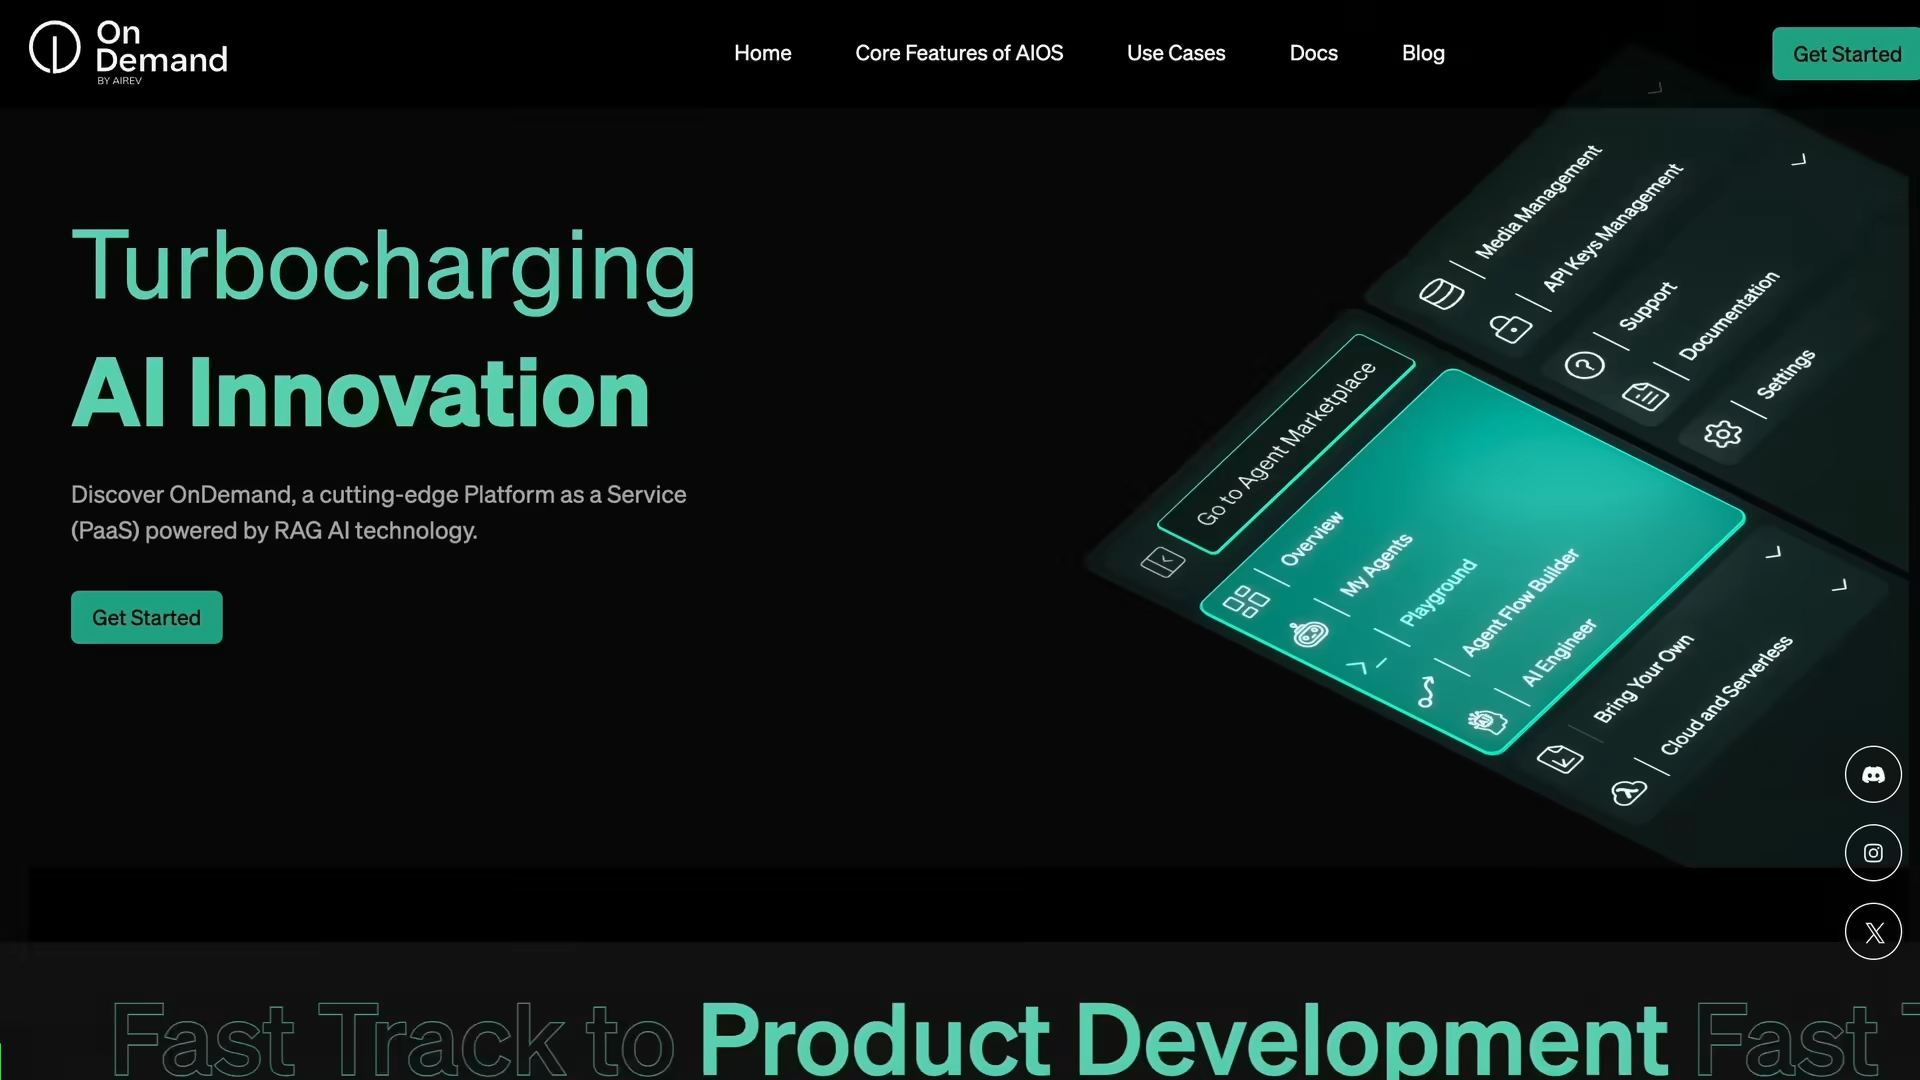 On
Demand
BY AIREV
Home
Core Features of AIOS
Use Cases
Docs
Blog
Get Started
Turbocharging
AI Innovation
Discover OnDemand, a cutting-edge Platform as a Service
(PaaS) powered by RAG AI technology.
Get Started
Media Management
API Keys Management
Support
Documentation
Settings
Go to Agent Marketplace
Overview
My Agents
Playground
Agent Flow Builder
AI Engineer
Bring Your Own
Cloud and Serverless
Fast Track to Product Development Fast T